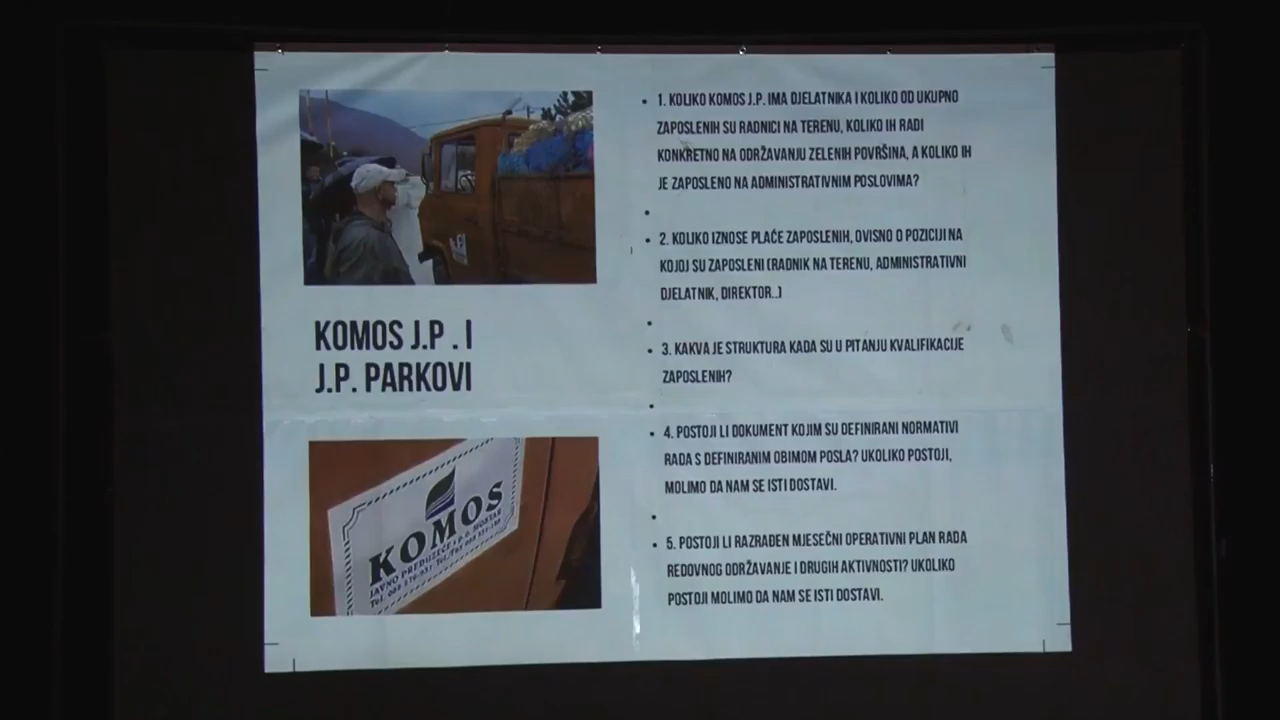 KOMOS J.P . I
J.P. PARKOVI
KOMOS
JAVNO PREDUZEĆE
MOSTAR
Tel.
• 1. KOLIKO KOMOS J.P. IMA DJELATNIKA I KOLIKO OD UKUPNO
ZAPOSLENIH SU RADNICI NA TERENU, KOLIKO IH RADI
KONKRETNO NA ODRŽAVANJU ZELENIH POVRŠINA, A KOLIKO IH
JE ZAPOSLENO NA ADMINISTRATIVNIM POSLOVIMA?
•
• 2. KOLIKO IZNOSE PLAĆE ZAPOSLENIH, OVISNO O POZICIJI NA
KOJOJ SU ZAPOSLENI (RADNIK NA TERENU, ADMINISTRATIVNI
DJELATNIK, DIREKTOR..)
•
• 3. KAKVA JE STRUKTURA KADA SU U PITANJU KVALIFIKACIJE
ZAPOSLENIH?
•
• 4. POSTOJI LI DOKUMENT KOJIM SU DEFINIRANI NORMATIVI
RADA S DEFINIRANIM OBIMOM POSLA? UKOLIKO POSTOJI,
MOLIMO DA NAM SE ISTI DOSTAVI.
•
• 5. POSTOJI LI RAZRAĐEN MJESEČNI OPERATIVNI PLAN RADA
REDOVNOG ODRŽAVANJE I DRUGIH AKTIVNOSTI? UKOLIKO
POSTOJI MOLIMO DA NAM SE ISTI DOSTAVI.